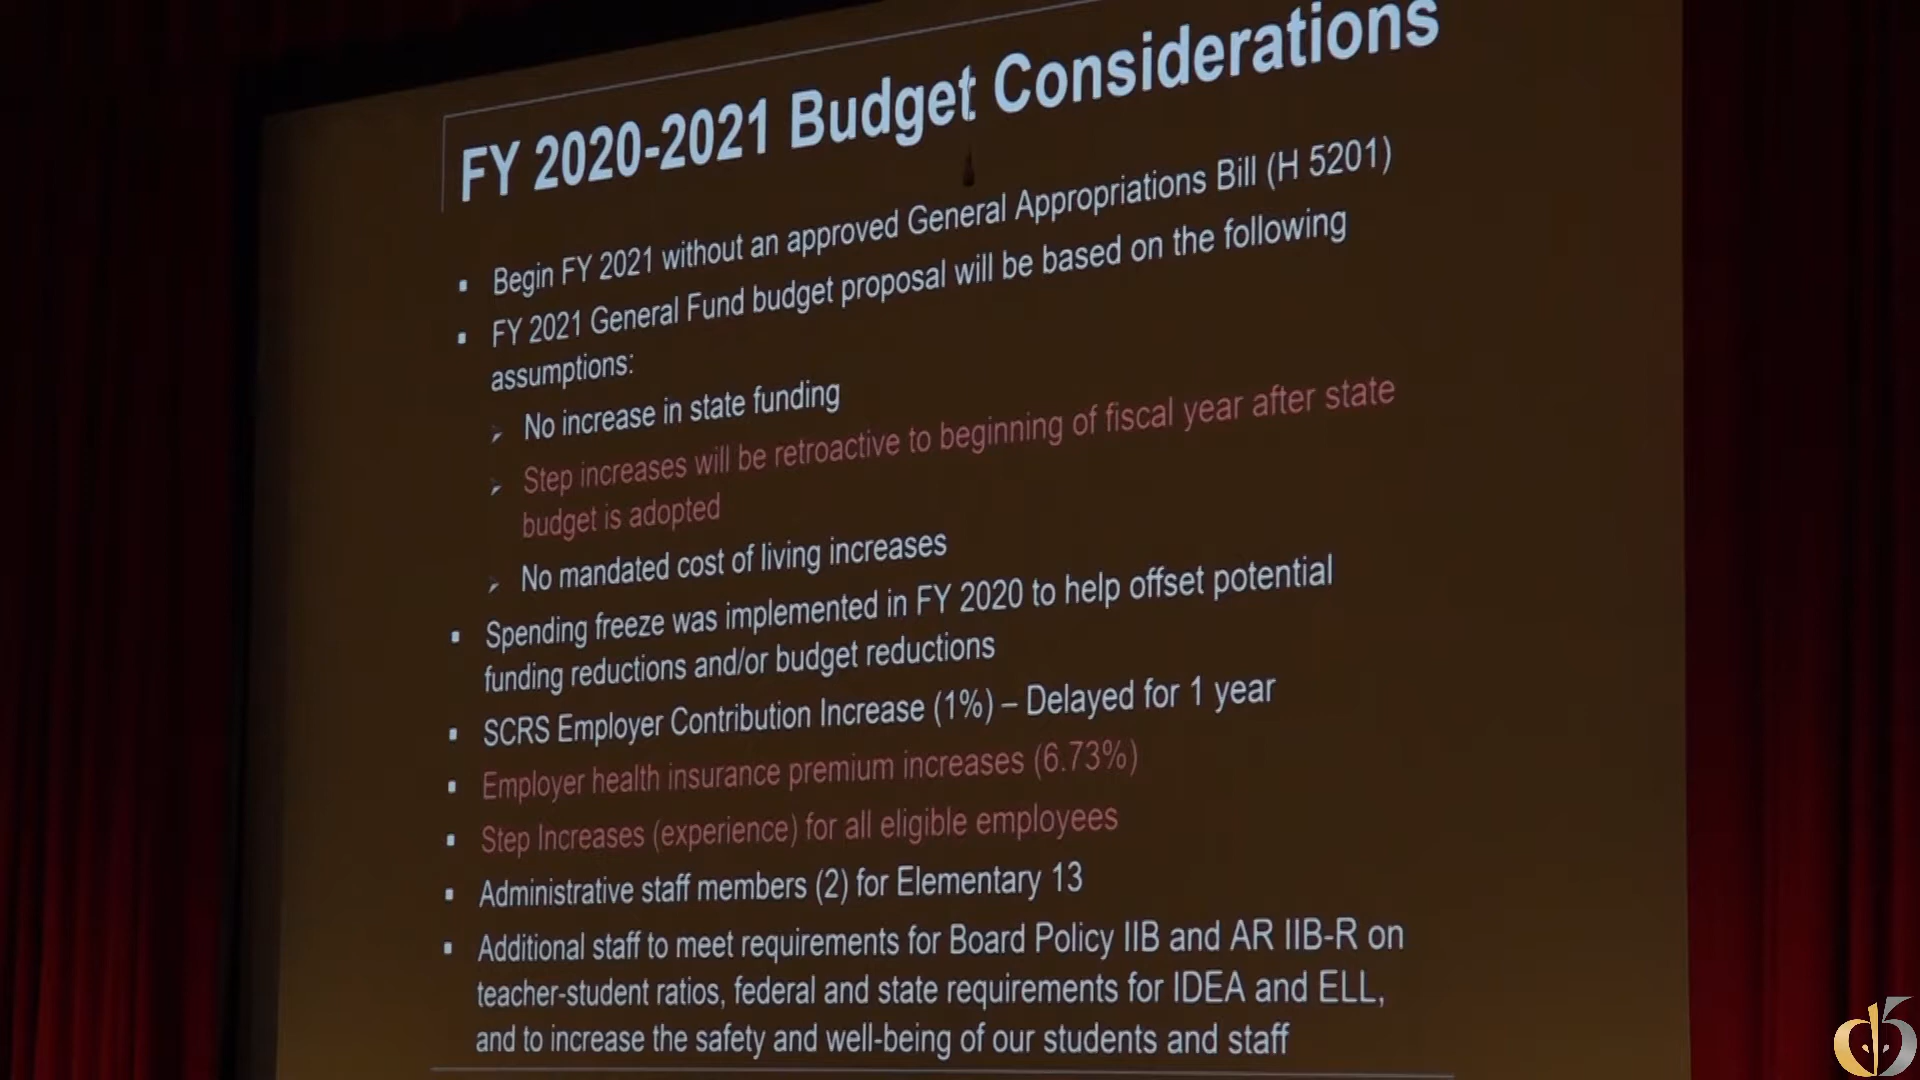 FY 2020-2021 Budget Considerations
▪ Begin FY 2021 without an approved General Appropriations Bill (H 5201)
▪ FY 2021 General Fund budget proposal will be based on the following
assumptions:
➢ No increase in state funding
➢ Step increases will be retroactive to beginning of fiscal year after state
budget is adopted
➢ No mandated cost of living increases
▪ Spending freeze was implemented in FY 2020 to help offset potential
funding reductions and/or budget reductions
▪ SCRS Employer Contribution Increase (1%) – Delayed for 1 year
▪ Employer health insurance premium increases (6.73%)
▪ Step Increases (experience) for all eligible employees
▪ Administrative staff members (2) for Elementary 13
▪ Additional staff to meet requirements for Board Policy IIB and AR IIB-R on
teacher-student ratios, federal and state requirements for IDEA and ELL,
and to increase the safety and well-being of our students and staff
d5